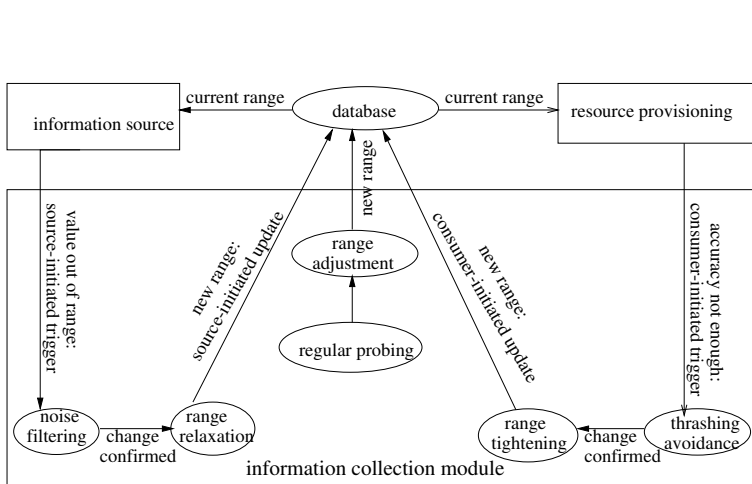 current range
current range
database
information source
resource provisioning
new range
value out of range:
source-initiated trigger
new range:
source-initiated update
range
adjustment
new range:
consumer-initiated update
accuracy not enough:
consumer-initiated trigger
regular probing
noise
filtering
change
confirmed
range
relaxation
range
tightening
change
confirmed
thrashing
avoidance
information collection module